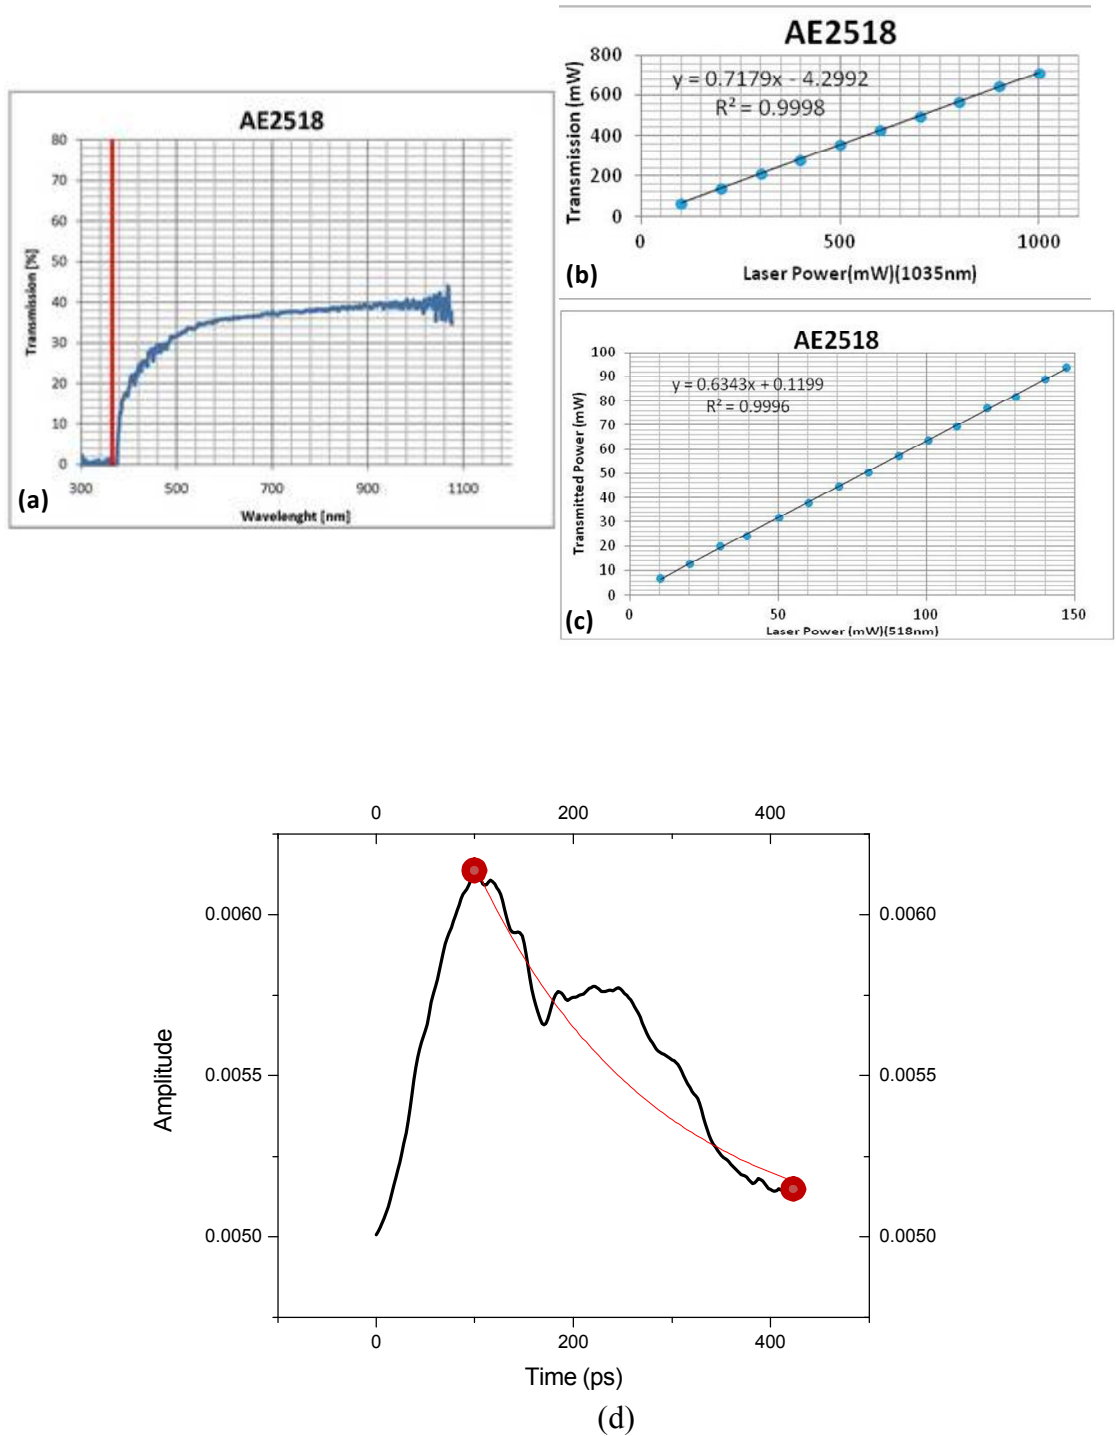 AE2518
80
70
60
50
40
30
20
10
0
300 500 700 900 1100
Transmission [%]
Wavelenght [nm]
(a)
AE2518
y = 0.7179x - 4.2992
R² = 0.9998
800
600
400
200
0
0 500 1000
Transmission (mW)
Laser Power(mW)(1035nm)
(b)
AE2518
y = 0.6343x + 0.1199
R² = 0.9996
100
90
80
70
60
50
40
30
20
10
0
0 50 100 150
Transmitted Power (mW)
Laser Power (mW)(518nm)
(c)
0 200 400
0.0060 0.0060
0.0055 0.0055
0.0050 0.0050
Amplitude
0 200 400
Time (ps)
(d)